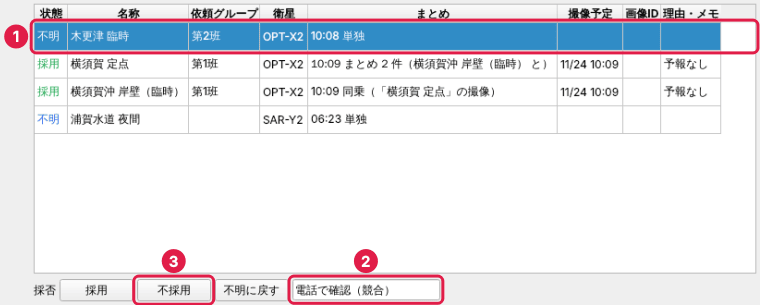 状態 名称 依頼グループ 衛星 まとめ 撮像予定 画像ID 理由・メモ
1 不明 木更津 臨時 第2班 OPT-X2 10:08 単独
採用 横須賀 定点 第1班 OPT-X2 10:09 まとめ 2 件（横須賀沖 岸壁（臨時） と） 11/24 10:09 予報なし
採用 横須賀沖 岸壁（臨時） 第1班 OPT-X2 10:09 同乗（「横須賀 定点」の撮像） 11/24 10:09 予報なし
不明 浦賀水道 夜間 SAR-Y2 06:23 単独
3 2
採否 採用 不採用 不明に戻す 電話で確認（競合）